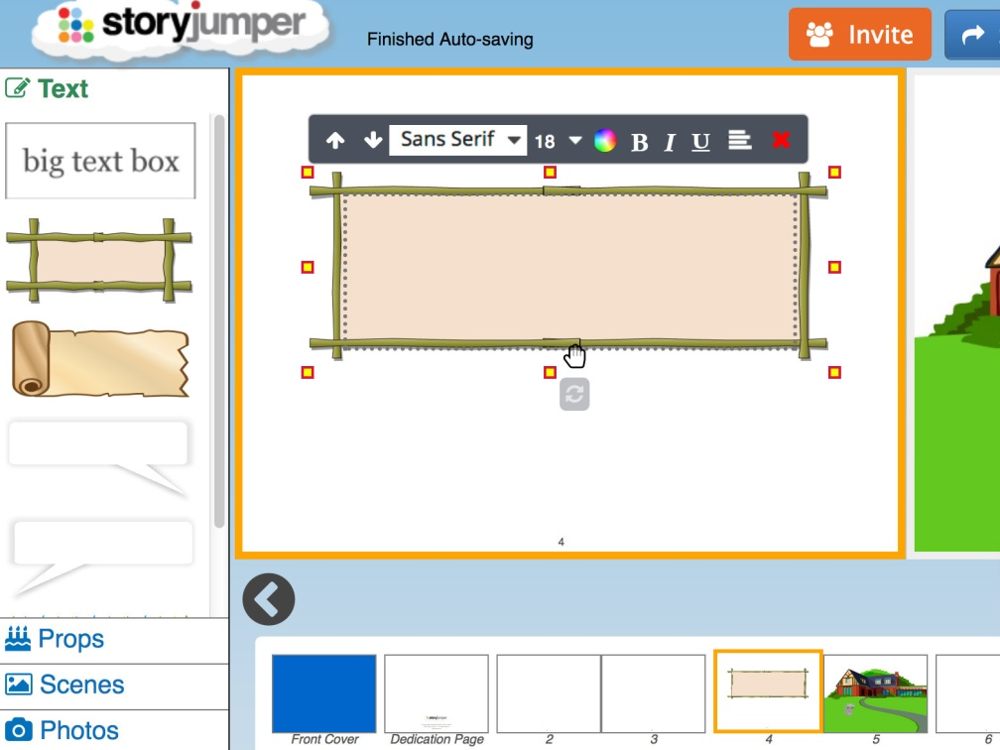 storyjumper
Finished Auto-saving
Invite
Text
Sans Serif
18
B I U
big text box
4
Props
Scenes
Photos
storyjumper
Front Cover
Dedication Page
2
3
4
5
6